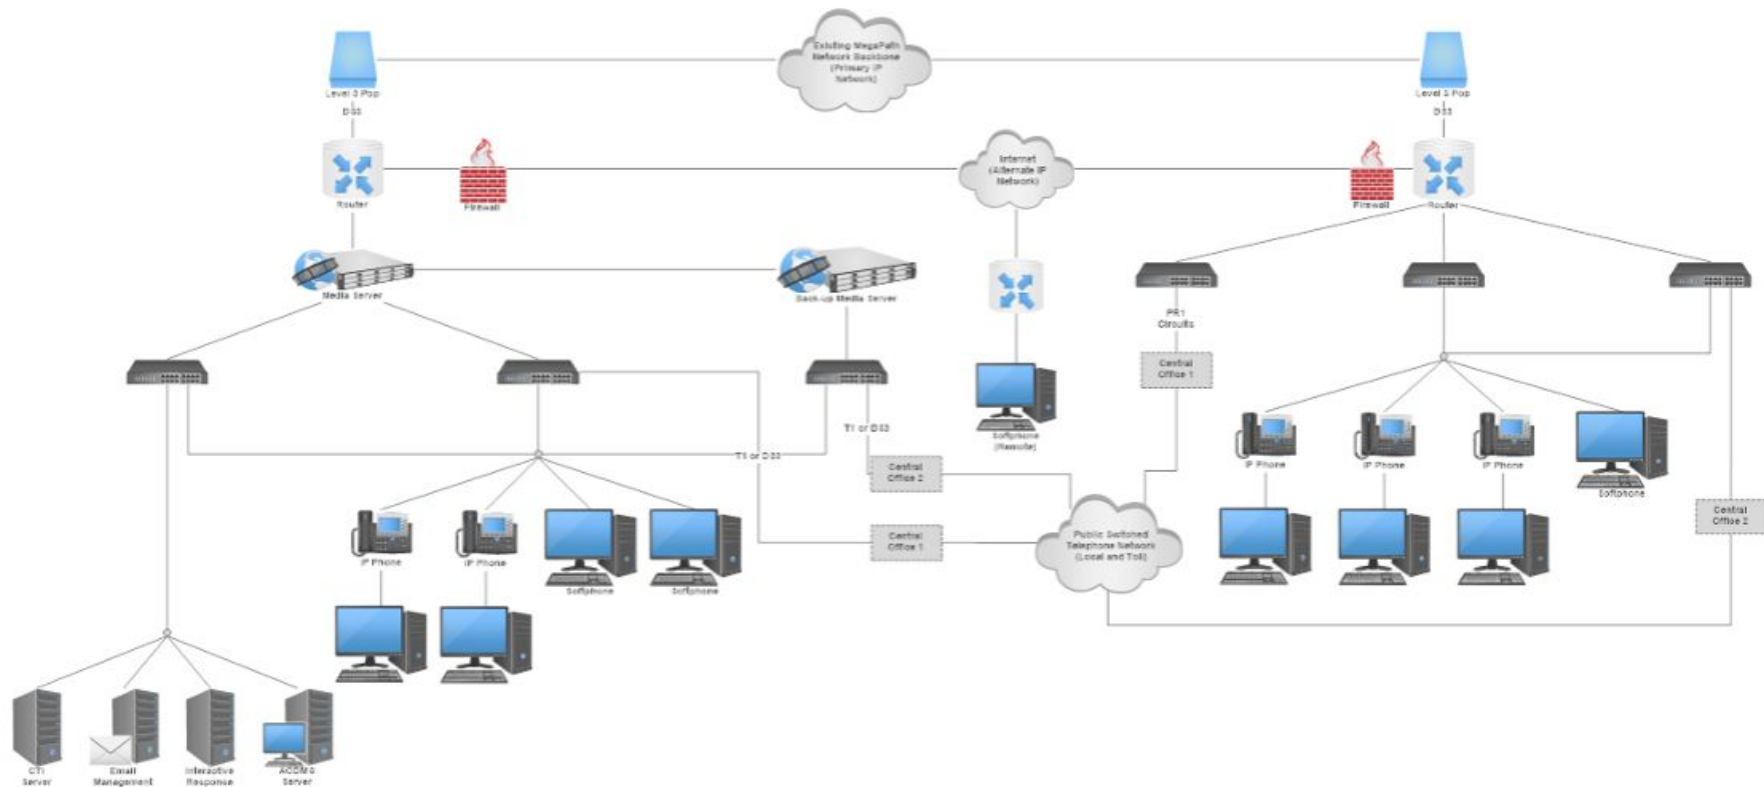 Existing MegaPath
Network Backbone
(Primary IP
Network)
Level 3 Pop
DS3
Level 3 Pop
DS3
Router
Firewall
Internet
(Alternate IP
Network)
Firewall
Router
Media Server
Back-up Media Server
PR1
Circuits
Central
Office 1
T1 or DS3
Softphone
(Remote)
IP Phone
IP Phone
IP Phone
Softphone
T1 or DS3
Central
Office 2
Central
Office 1
Public Switched
Telephone Network
(Local and Toll)
Central
Office 2
IP Phone
IP Phone
Softphone
Softphone
CTI
Server
Email
Management
Interactive
Response
Server